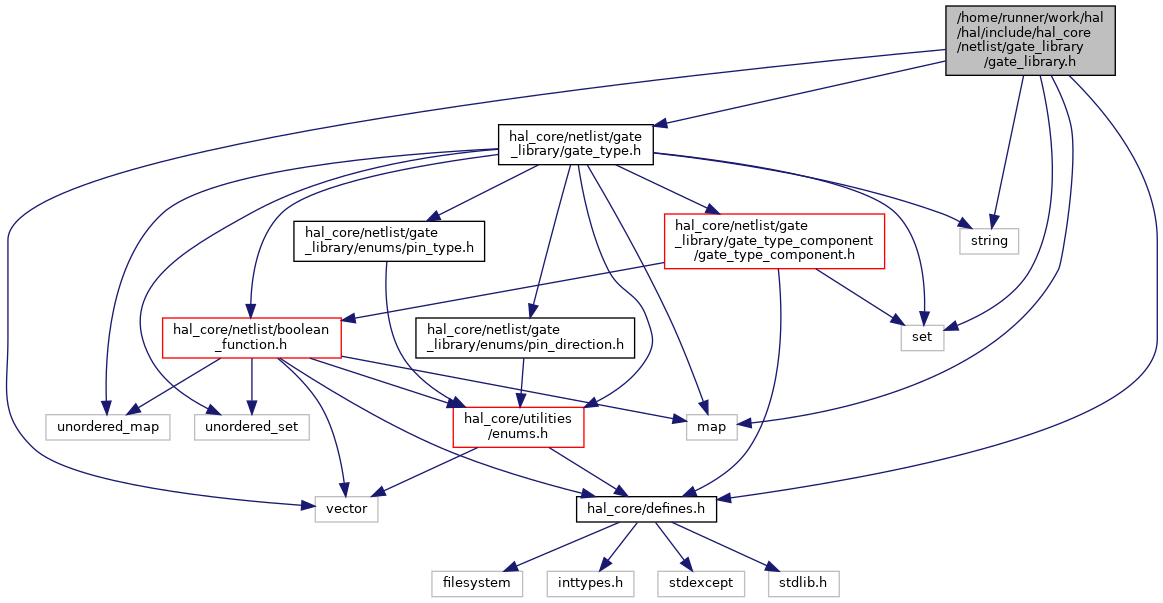 /home/runner/work/hal
/hal/include/hal_core
/netlist/gate_library
/gate_library.h
hal_core/netlist/gate
_library/gate_type.h
hal_core/netlist/gate
_library/enums/pin_type.h
hal_core/netlist/gate
_library/gate_type_component
/gate_type_component.h
string
hal_core/netlist/boolean
_function.h
hal_core/netlist/gate
_library/enums/pin_direction.h
set
unordered_map
unordered_set
hal_core/utilities
/enums.h
map
vector
hal_core/defines.h
filesystem
inttypes.h
stdexcept
stdlib.h